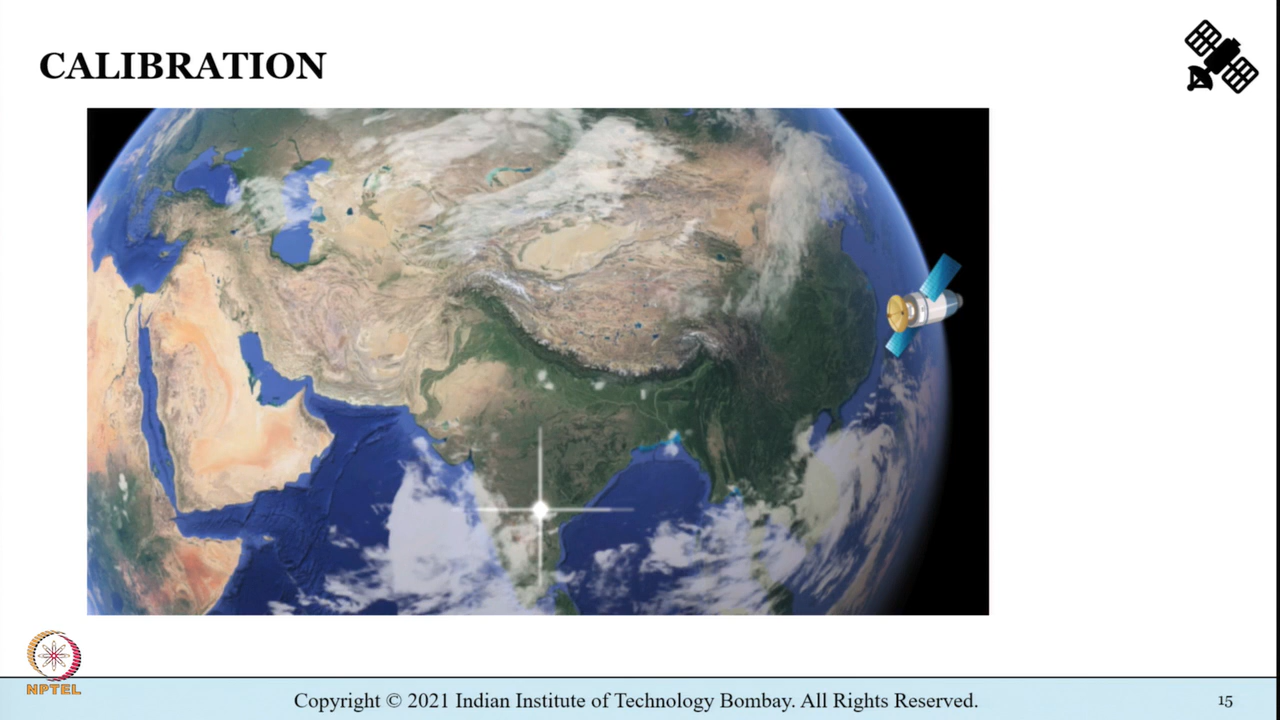 CALIBRATION
NPTEL
Copyright © 2021 Indian Institute of Technology Bombay. All Rights Reserved.
15